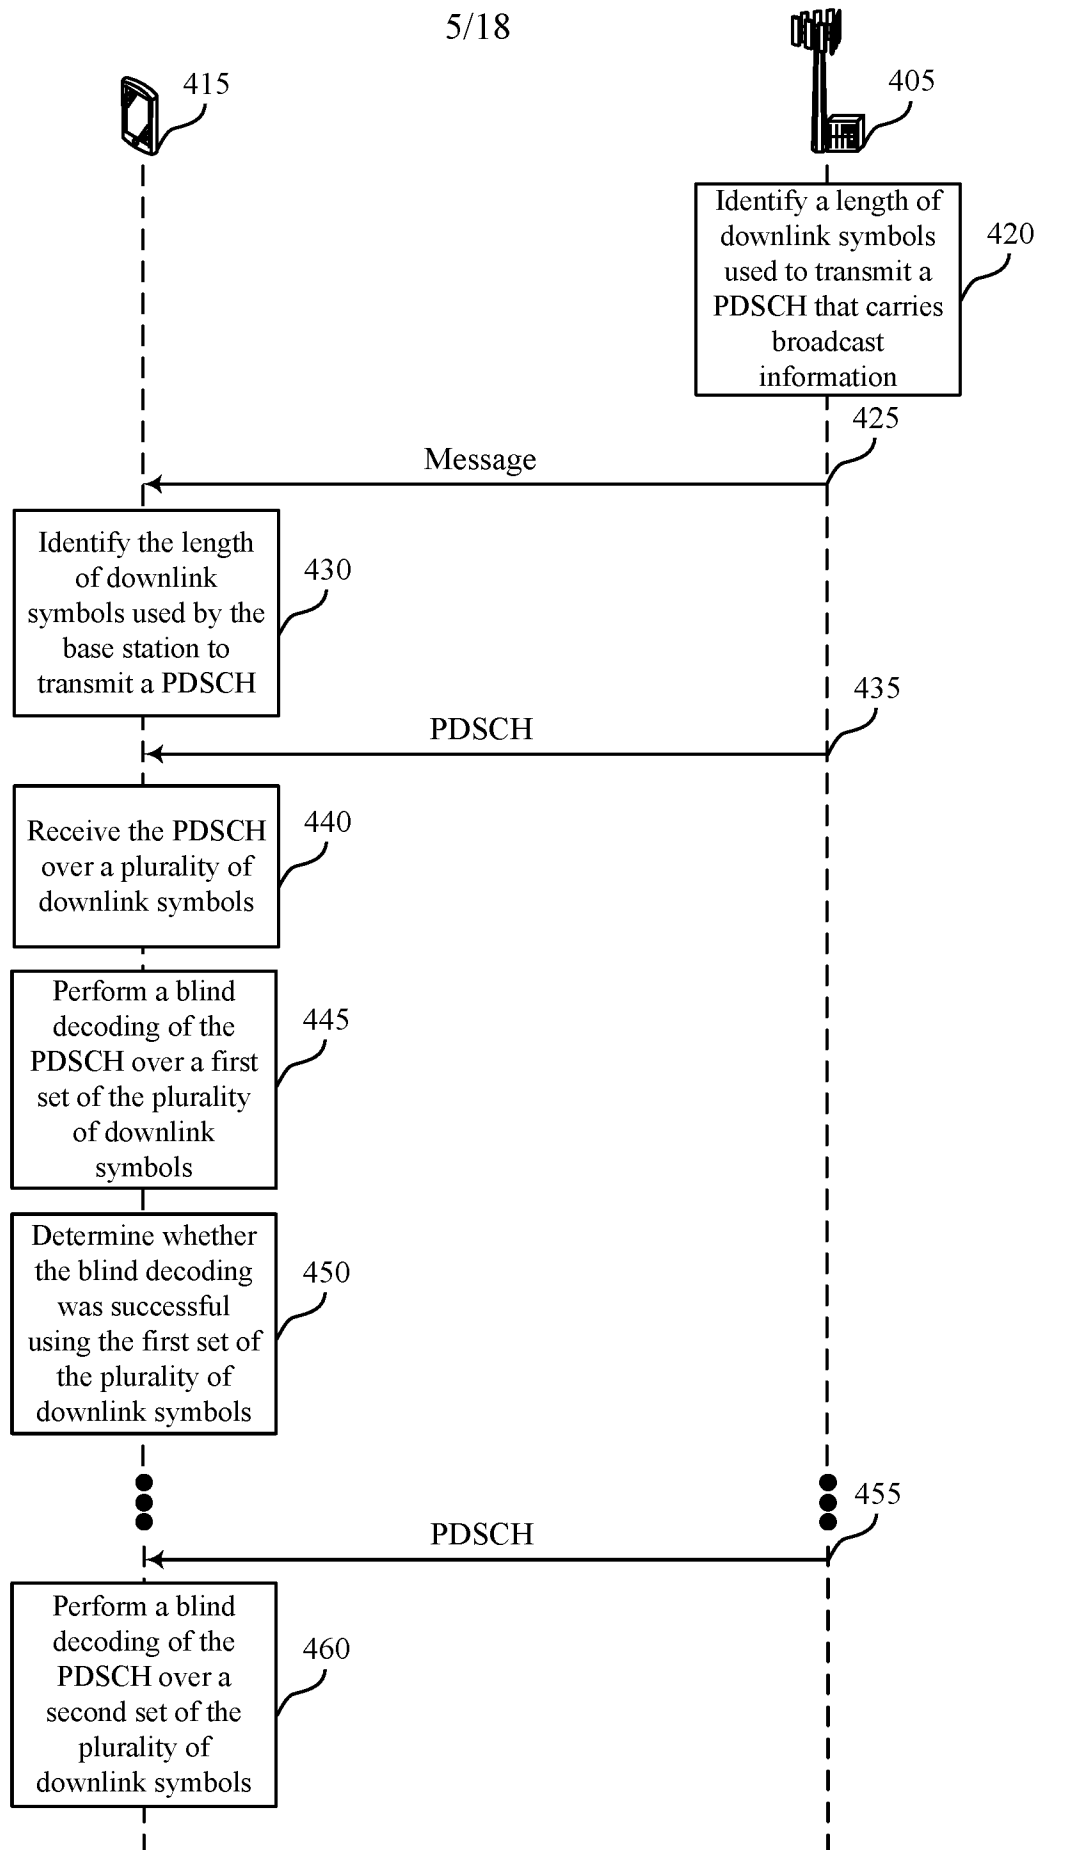 5/18
415
405
Identify a length of
downlink symbols
used to transmit a
PDSCH that carries
broadcast
information
420
425
Message
Identify the length
of downlink
symbols used by the
base station to
transmit a PDSCH
430
435
PDSCH
Receive the PDSCH
over a plurality of
downlink symbols
440
Perform a blind
decoding of the
PDSCH over a first
set of the plurality
of downlink
symbols
445
Determine whether
the blind decoding
was successful
using the first set of
the plurality of
downlink symbols
450
455
PDSCH
Perform a blind
decoding of the
PDSCH over a
second set of the
plurality of
downlink symbols
460